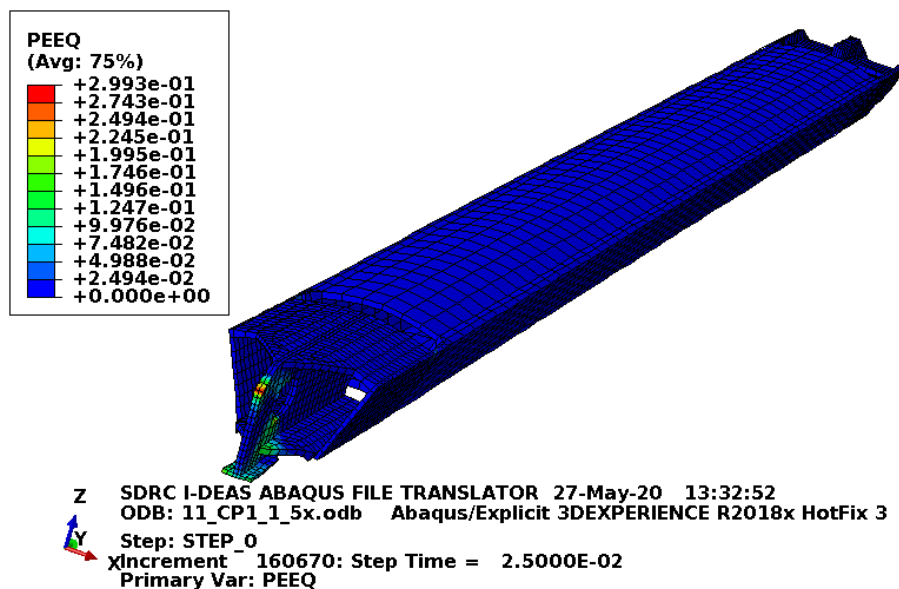 PEEQ
(Avg: 75%)
+2.993e-01
+2.743e-01
+2.494e-01
+2.245e-01
+1.995e-01
+1.746e-01
+1.496e-01
+1.247e-01
+9.976e-02
+7.482e-02
+4.988e-02
+2.494e-02
+0.000e+00
Z
Y
X
SDRC I-DEAS ABAQUS FILE TRANSLATOR 27-May-20 13:32:52
ODB: 11_CP1_1_5x.odb Abaqus/Explicit 3DEXPERIENCE R2018x HotFix 3
Step: STEP_0
Increment 160670: Step Time = 2.5000E-02
Primary Var: PEEQ